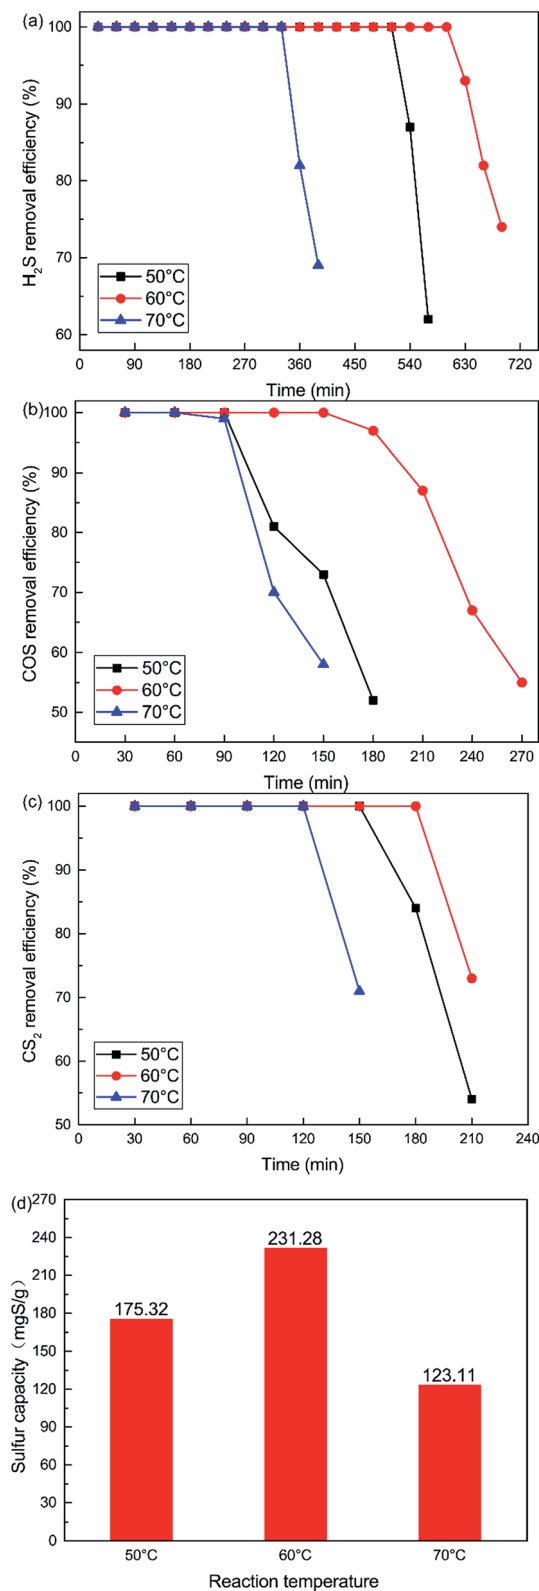 (a)
100
90
80
70
60
H₂S removal efficiency (%)
50°C
60°C
70°C
0 90 180 270 360 450 540 630 720
Time (min)
(b)
100
90
80
70
60
50
COS removal efficiency (%)
50°C
60°C
70°C
0 30 60 90 120 150 180 210 240 270
Time (min)
(c)
100
90
80
70
60
50
CS₂ removal efficiency (%)
50°C
60°C
70°C
0 30 60 90 120 150 180 210 240
Time (min)
(d)
270
240
210
180
150
120
90
60
30
0
Sulfur capacity（mgS/g）
175.32
231.28
123.11
50°C 60°C 70°C
Reaction temperature